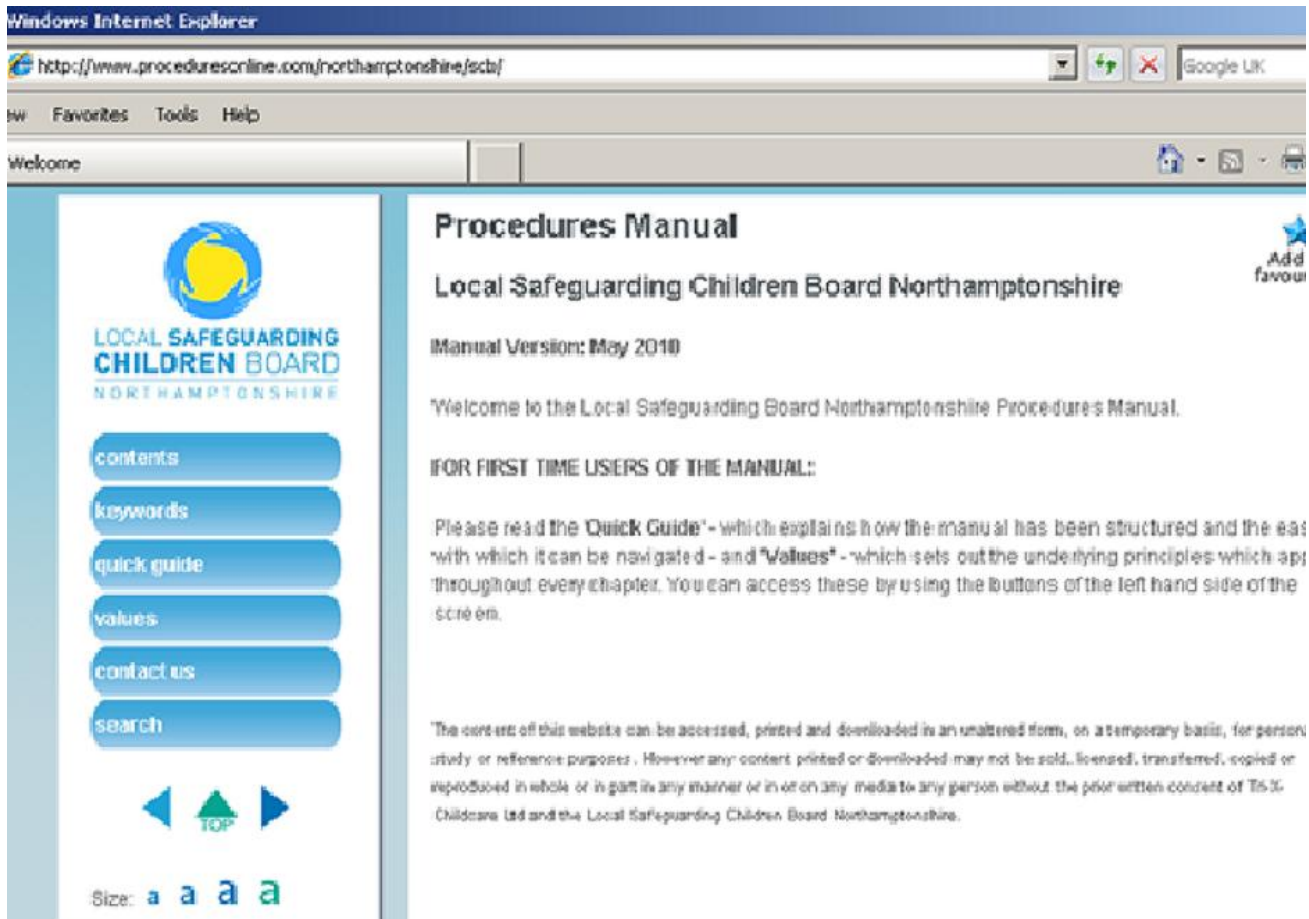 Windows Internet Explorer
http://www.proceduresonline.com/northamptonshire/scb/
Google UK
ew Favorites Tools Help
Welcome
LOCAL SAFEGUARDING
CHILDREN BOARD
NORTHAMPTONSHIRE
contents
keywords
quick guide
values
contact us
search
TOP
Size: a a a a
Procedures Manual
Add
favour
Local Safeguarding Children Board Northamptonshire
Manual Version: May 2010
Welcome to the Local Safeguarding Board Northamptonshire Procedures Manual.
FOR FIRST TIME USERS OF THE MANUAL:
Please read the 'Quick Guide' - which explains how the manual has been structured and the eas
with which it can be navigated - and "Values" - which sets out the underlying principles which app
throughout every chapter. You can access these by using the buttons of the left hand side of the
screen.
The content of this website can be accessed, printed and downloaded in an unaltered form, on a temporary basis, for person
study or reference purposes. However any content printed or downloaded may not be sold, licensed, transferred, copied or
reproduced in whole or in part in any manner or in or on any media to any person without the prior written consent of Tri.X
Childcare Ltd and the Local Safeguarding Children Board Northamptonshire.